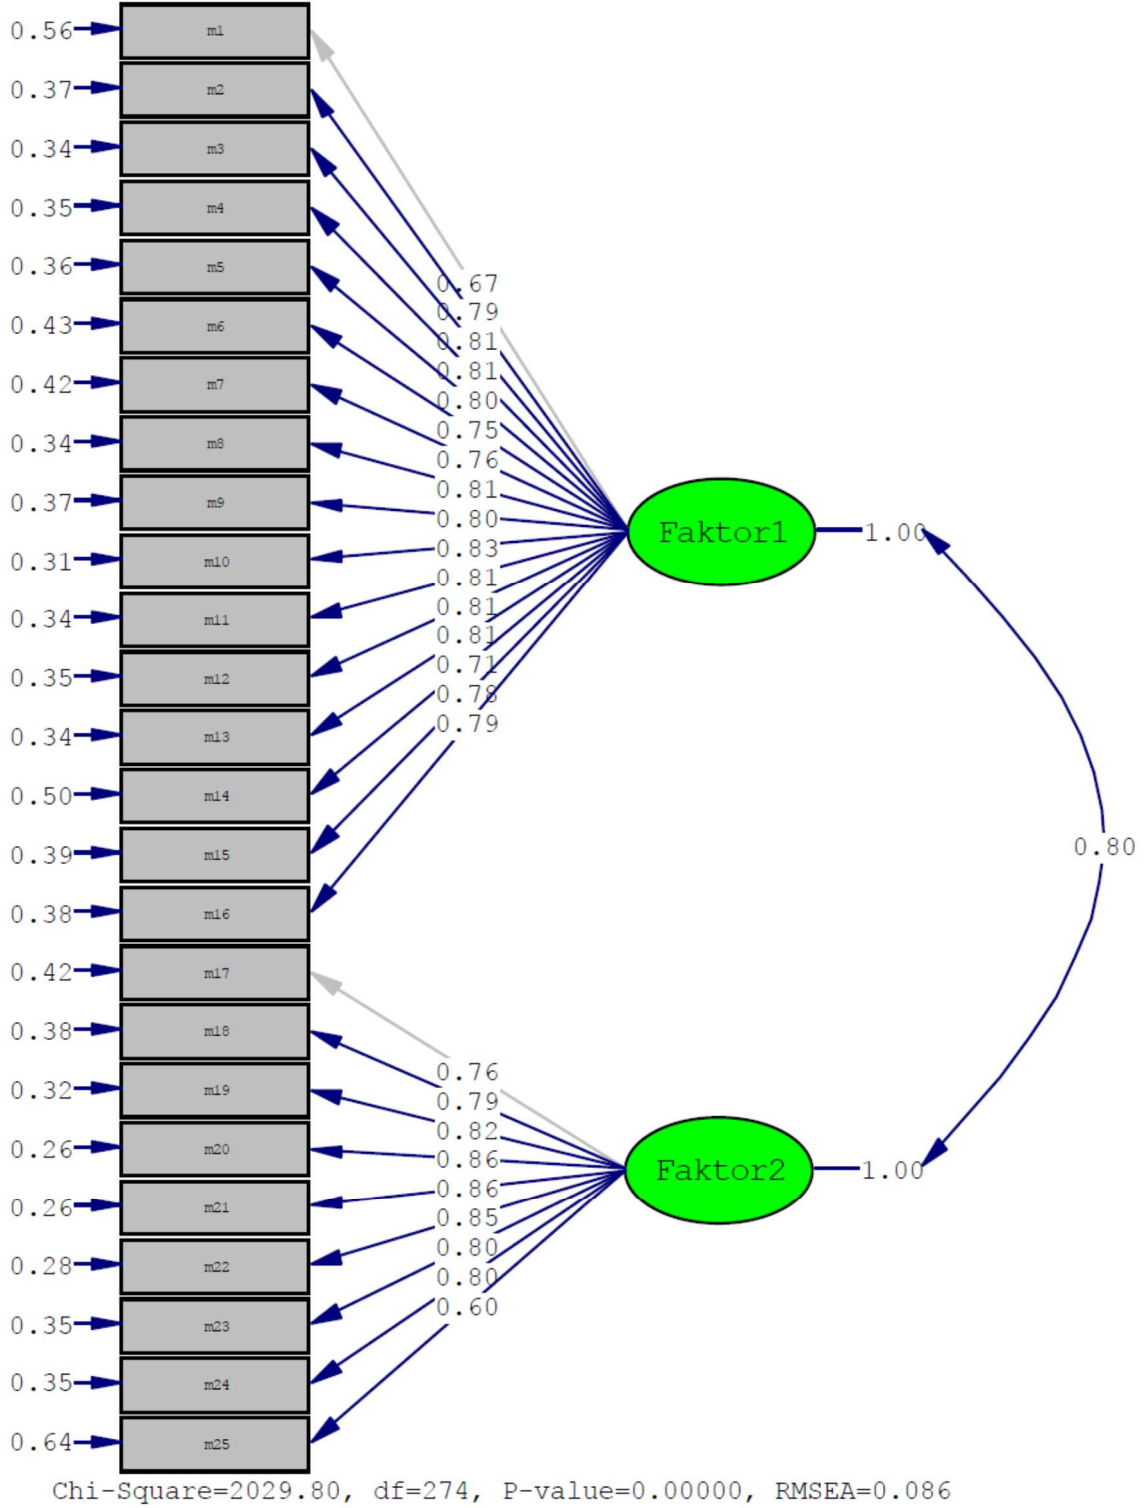 0.56 m1
0.37 m2
0.34 m3
0.35 m4
0.36 m5
0.67
0.43 m6
0.79
0.81
0.42 m7
0.81
0.80
0.34 m8
0.75
0.76
0.37 m9
0.81
0.80
Faktor1 1.00
0.31 m10
0.83
0.81
0.34 m11
0.81
0.81
0.35 m12
0.71
0.78
0.34 m13
0.79
0.50 m14
0.39 m15
0.80
0.38 m16
0.42 m17
0.38 m18
0.76
0.32 m19
0.79
0.82
0.26 m20
0.86
Faktor2 1.00
0.86
0.26 m21
0.85
0.80
0.28 m22
0.80
0.60
0.35 m23
0.35 m24
0.64 m25
Chi-Square=2029.80, df=274, P-value=0.00000, RMSEA=0.086